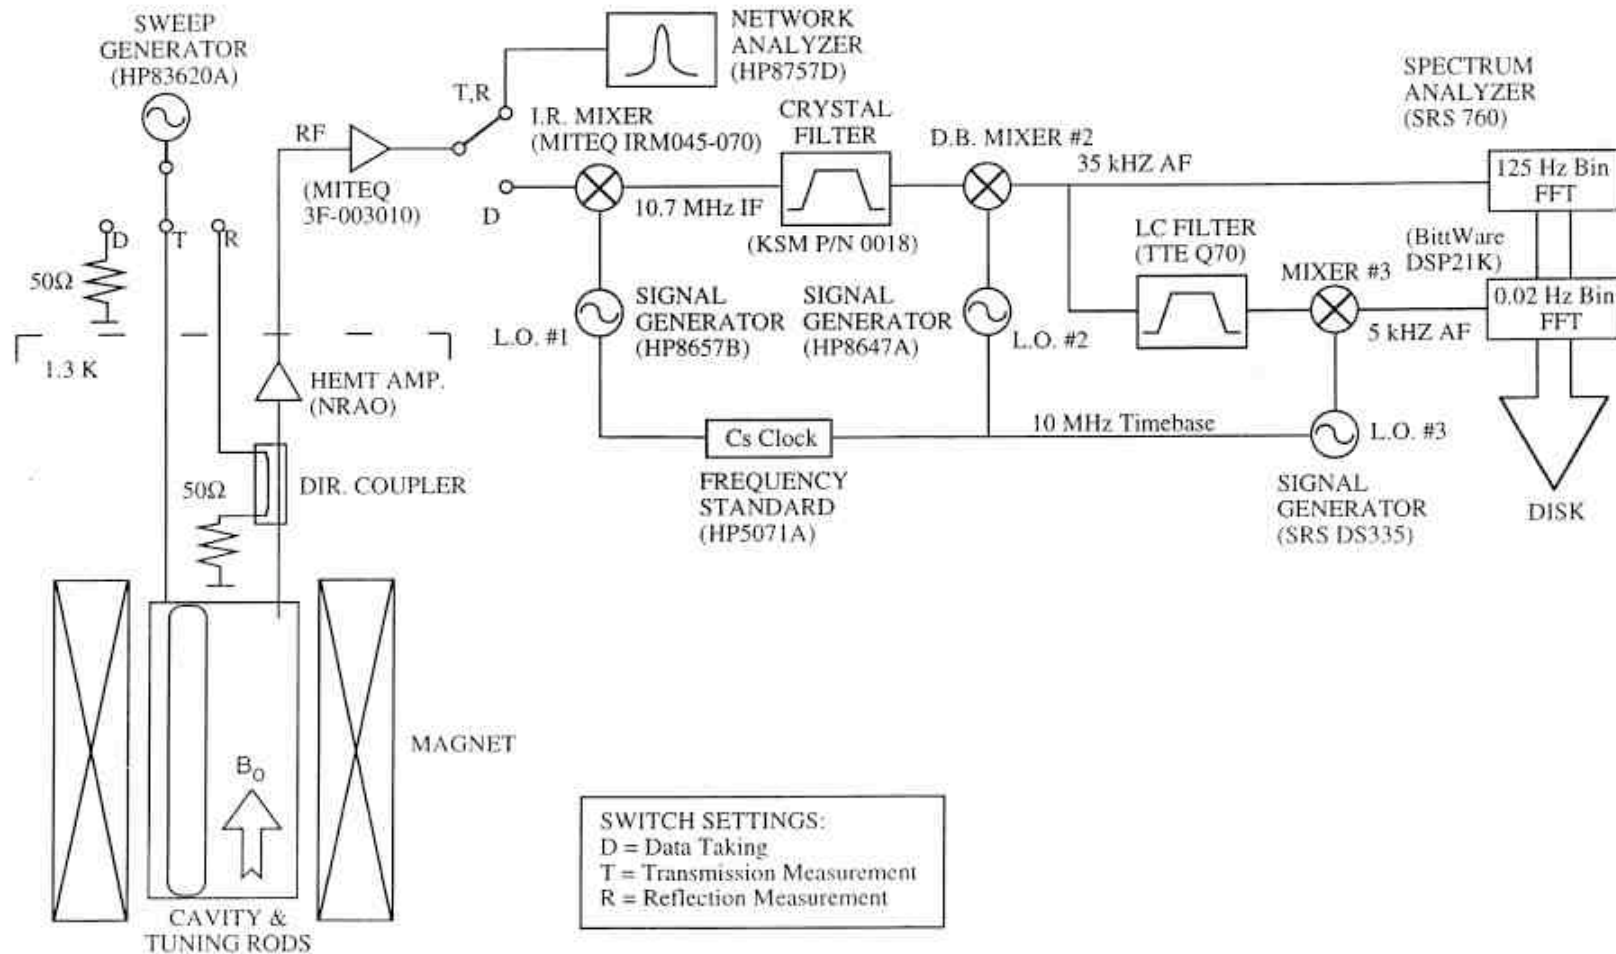 SWEEP
GENERATOR
(HP83620A)
NETWORK
ANALYZER
(HP8757D)
T,R
RF
(MITEQ
3F-003010)
I.R. MIXER
(MITEQ IRM045-070)
D
10.7 MHz IF
CRYSTAL
FILTER
(KSM P/N 0018)
D.B. MIXER #2
35 kHZ AF
SPECTRUM
ANALYZER
(SRS 760)
125 Hz Bin
FFT
(BittWare
DSP21K)
0.02 Hz Bin
FFT
LC FILTER
(TTE Q70)
MIXER #3
5 kHZ AF
D
T
R
50Ω
1.3 K
HEMT AMP.
(NRAO)
50Ω
DIR. COUPLER
L.O. #1
SIGNAL
GENERATOR
(HP8657B)
SIGNAL
GENERATOR
(HP8647A)
L.O. #2
Cs Clock
10 MHz Timebase
L.O. #3
FREQUENCY
STANDARD
(HP5071A)
SIGNAL
GENERATOR
(SRS DS335)
DISK
MAGNET
B0
CAVITY &
TUNING RODS
SWITCH SETTINGS:
D = Data Taking
T = Transmission Measurement
R = Reflection Measurement